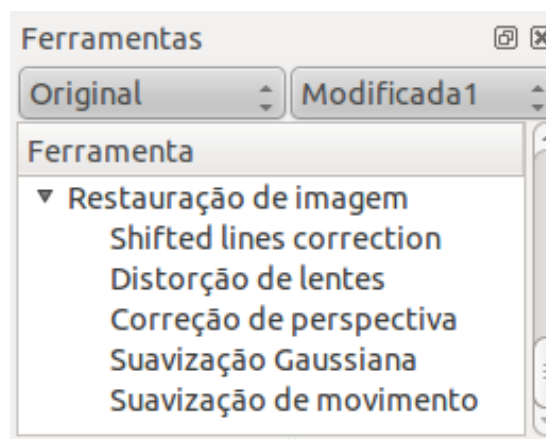 Ferramentas
Original Modificada1
Ferramenta
Restauração de imagem
Shifted lines correction
Distorção de lentes
Correção de perspectiva
Suavização Gaussiana
Suavização de movimento